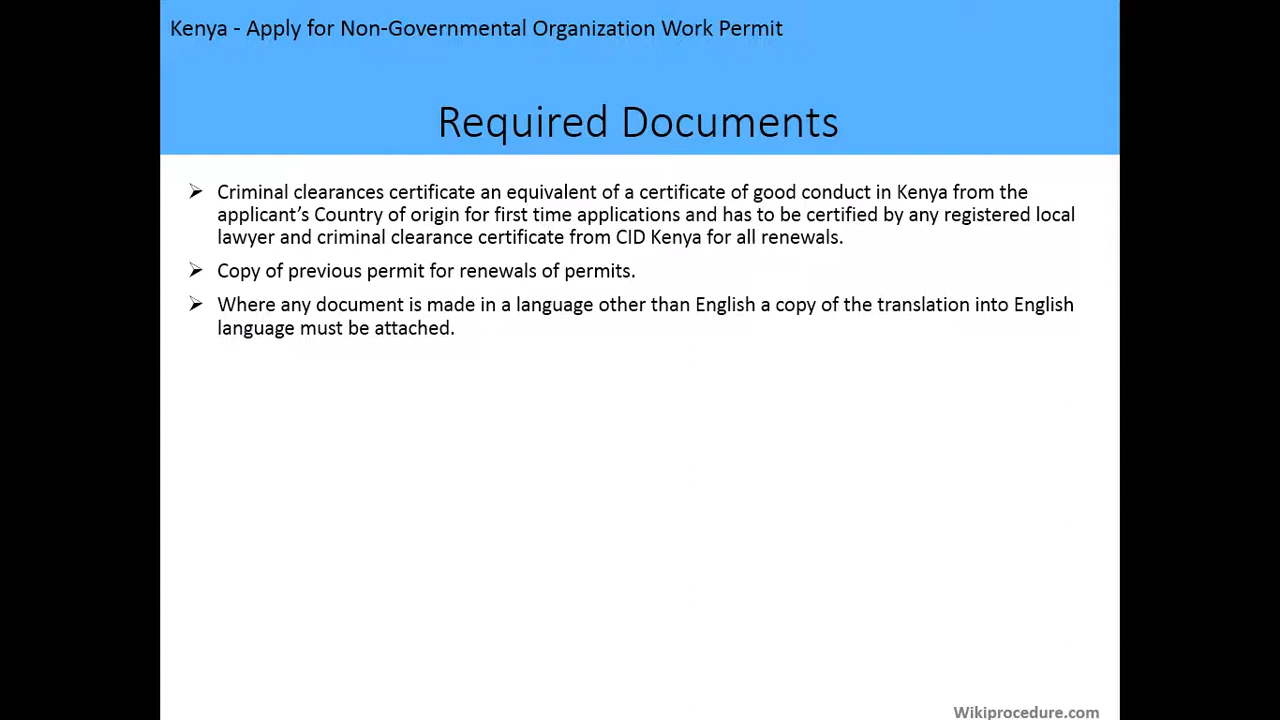 Kenya - Apply for Non-Governmental Organization Work Permit
Required Documents
➢ Criminal clearances certificate an equivalent of a certificate of good conduct in Kenya from the
applicant’s Country of origin for first time applications and has to be certified by any registered local
lawyer and criminal clearance certificate from CID Kenya for all renewals.
➢ Copy of previous permit for renewals of permits.
➢ Where any document is made in a language other than English a copy of the translation into English
language must be attached.
Wikiprocedure.com